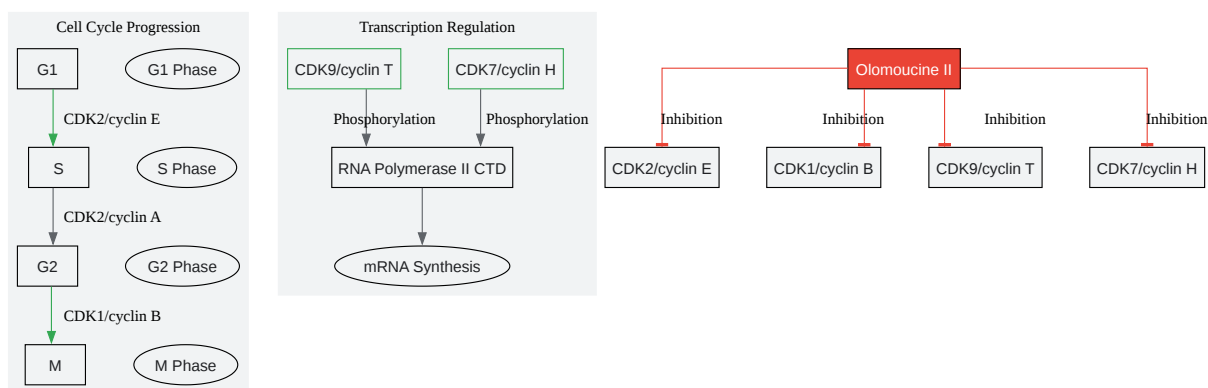 Cell Cycle Progression
G1
G1 Phase
CDK2/cyclin E
S
S Phase
CDK2/cyclin A
G2
G2 Phase
CDK1/cyclin B
M
M Phase
Transcription Regulation
CDK9/cyclin T
CDK7/cyclin H
Phosphorylation
Phosphorylation
RNA Polymerase II CTD
mRNA Synthesis
Olomoucine II
Inhibition
Inhibition
Inhibition
Inhibition
CDK2/cyclin E
CDK1/cyclin B
CDK9/cyclin T
CDK7/cyclin H